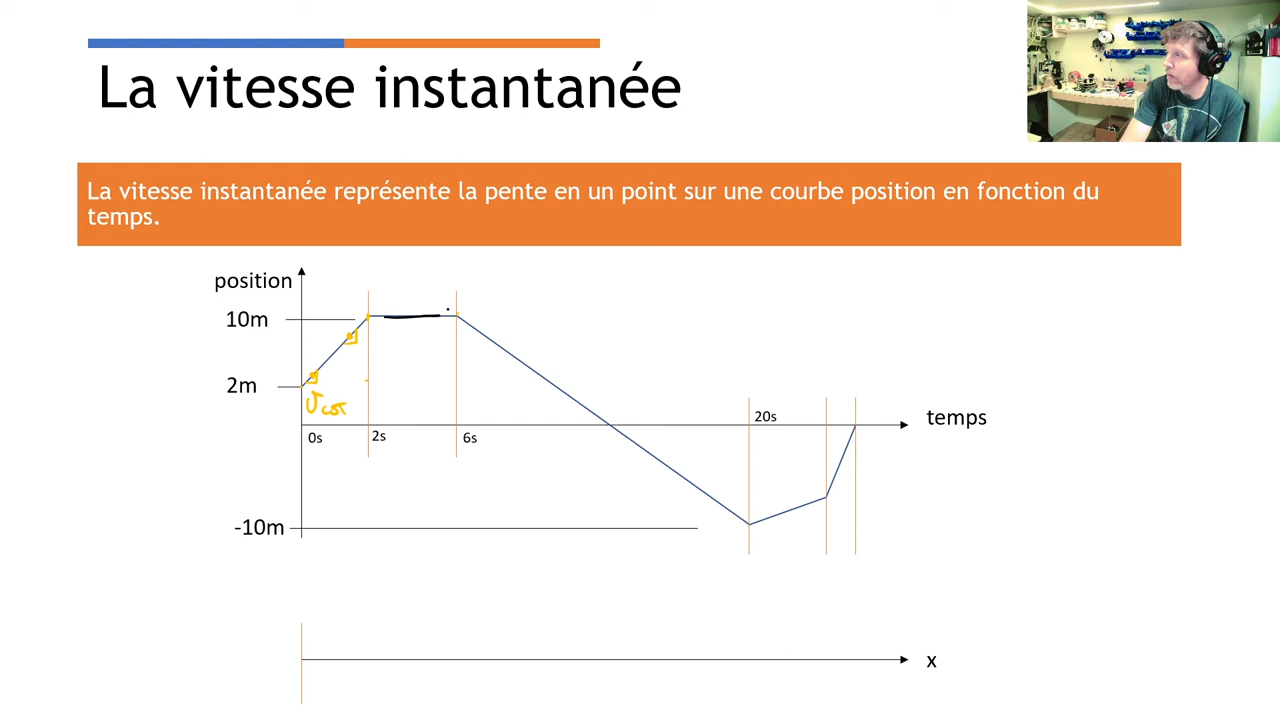 La vitesse instantanée
La vitesse instantanée représente la pente en un point sur une courbe position en fonction du
temps.
position
10m
2m
20s
temps
0s
2s
6s
-10m
x